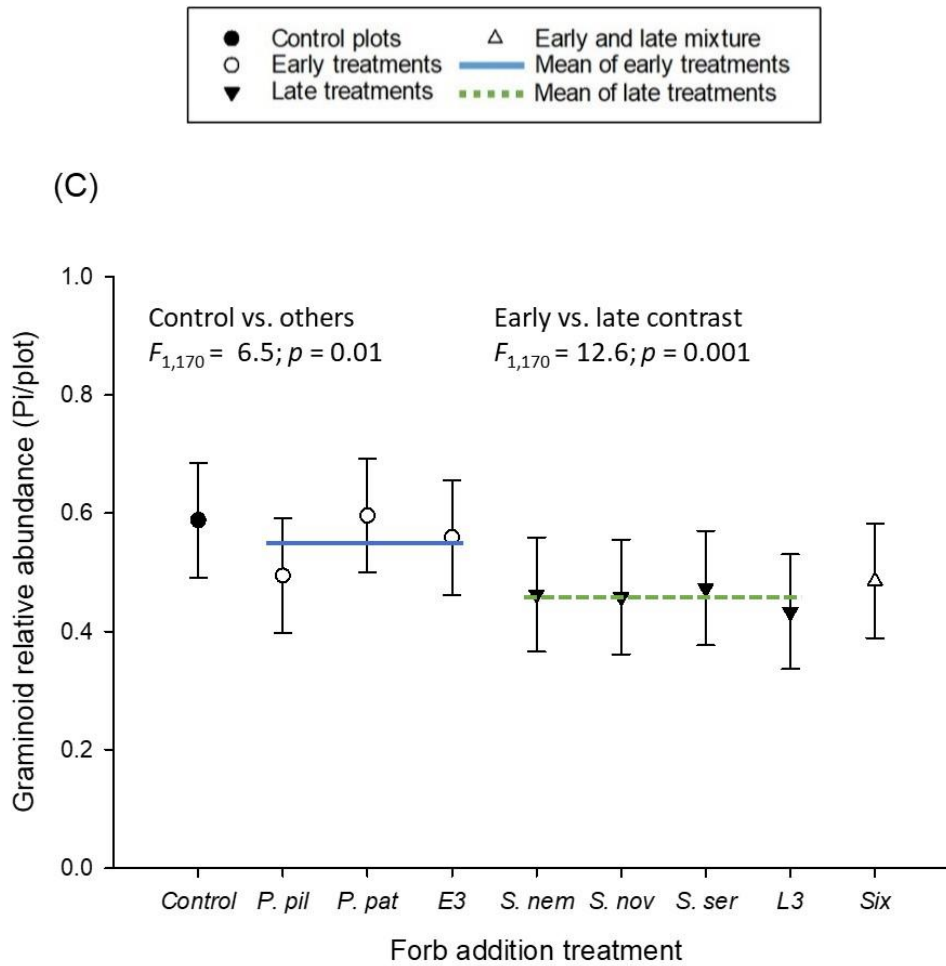 Control plots
Early treatments
Late treatments
Early and late mixture
Mean of early treatments
Mean of late treatments
(C)
Control vs. others
F1,170 = 6.5; p = 0.01
Early vs. late contrast
F1,170 = 12.6; p = 0.001
Graminoid relative abundance (Pi/plot)
1.0
0.8
0.6
0.4
0.2
0.0
Control P. pil P. pat E3 S. nem S. nov S. ser L3 Six
Forb addition treatment